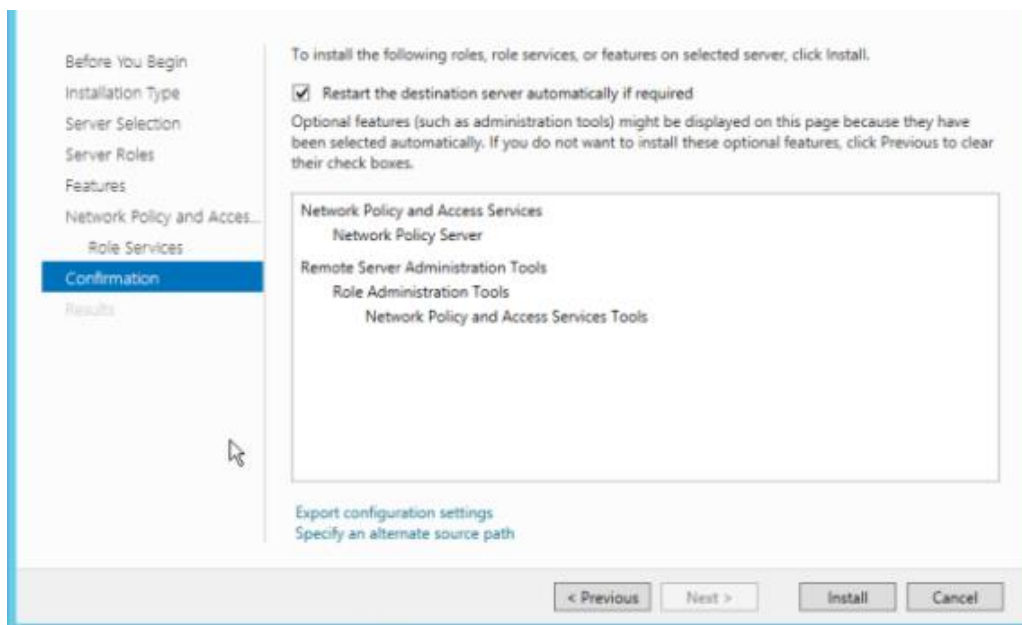 Before You Begin
Installation Type
Server Selection
Server Roles
Features
Network Policy and Acces...
Role Services
Confirmation
Results
To install the following roles, role services, or features on selected server, click Install.
Restart the destination server automatically if required
Optional features (such as administration tools) might be displayed on this page because they have
been selected automatically. If you do not want to install these optional features, click Previous to clear
their check boxes.
Network Policy and Access Services
Network Policy Server
Remote Server Administration Tools
Role Administration Tools
Network Policy and Access Services Tools
Export configuration settings
Specify an alternate source path
< Previous
Next >
Install
Cancel